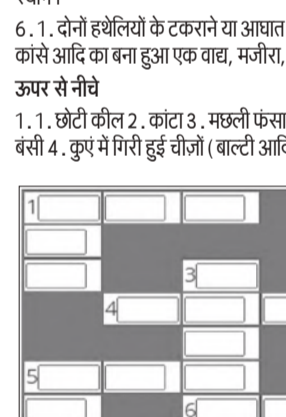 6 . 1 . दोनों हथेलियों के टकराने या आघात
कांसे आदि का बना हुआ एक वाद्य, मजीरा,
ऊपर से नीचे
1 . 1 . छोटी कील 2 . कांटा 3 . मछली फंसा
बंसी 4 . कुएं में गिरी हुई चीज़ों ( बाल्टी आदि
1
3
4
5
6